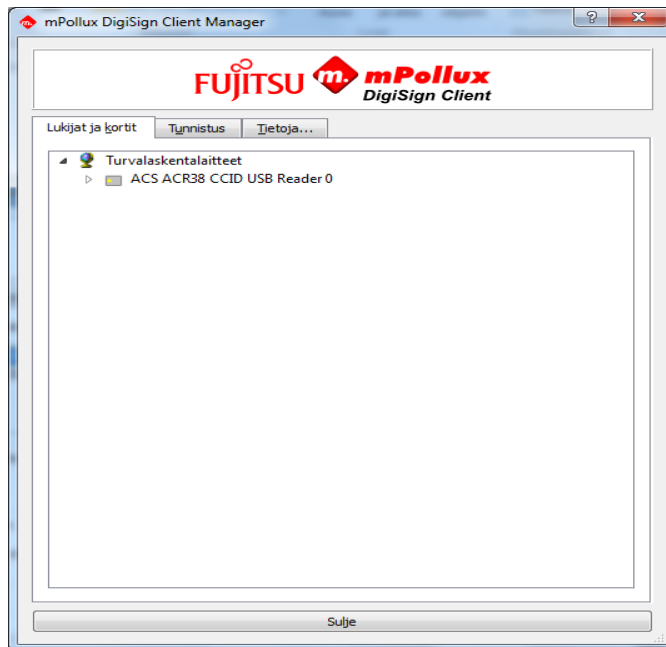 mPollux DigiSign Client Manager
FUJITSU m. mPollux
DigiSign Client
Lukijat ja kortit Tunnistus Tietoja...
Turvalaskentalaitteet
ACS ACR38 CCID USB Reader 0
Sulje